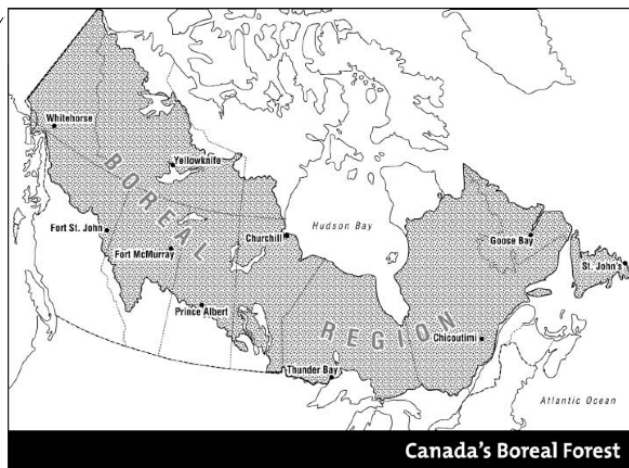 Whitehorse
Yellowknife
BOREAL
Fort St. John
Fort McMurray
Churchill
Hudson Bay
Goose Bay
St. John's
Prince Albert
REGION
Chicoutimi
Thunder Bay
Atlantic Ocean
Canada's Boreal Forest